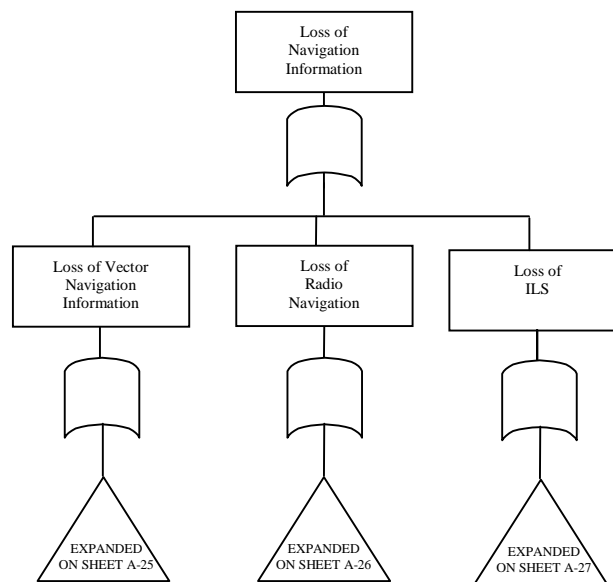 Loss of
Navigation
Information
Loss of Vector
Navigation
Information
Loss of
Radio
Navigation
Loss of
ILS
EXPANDED
ON SHEET A-25
EXPANDED
ON SHEET A-26
EXPANDED
ON SHEET A-27